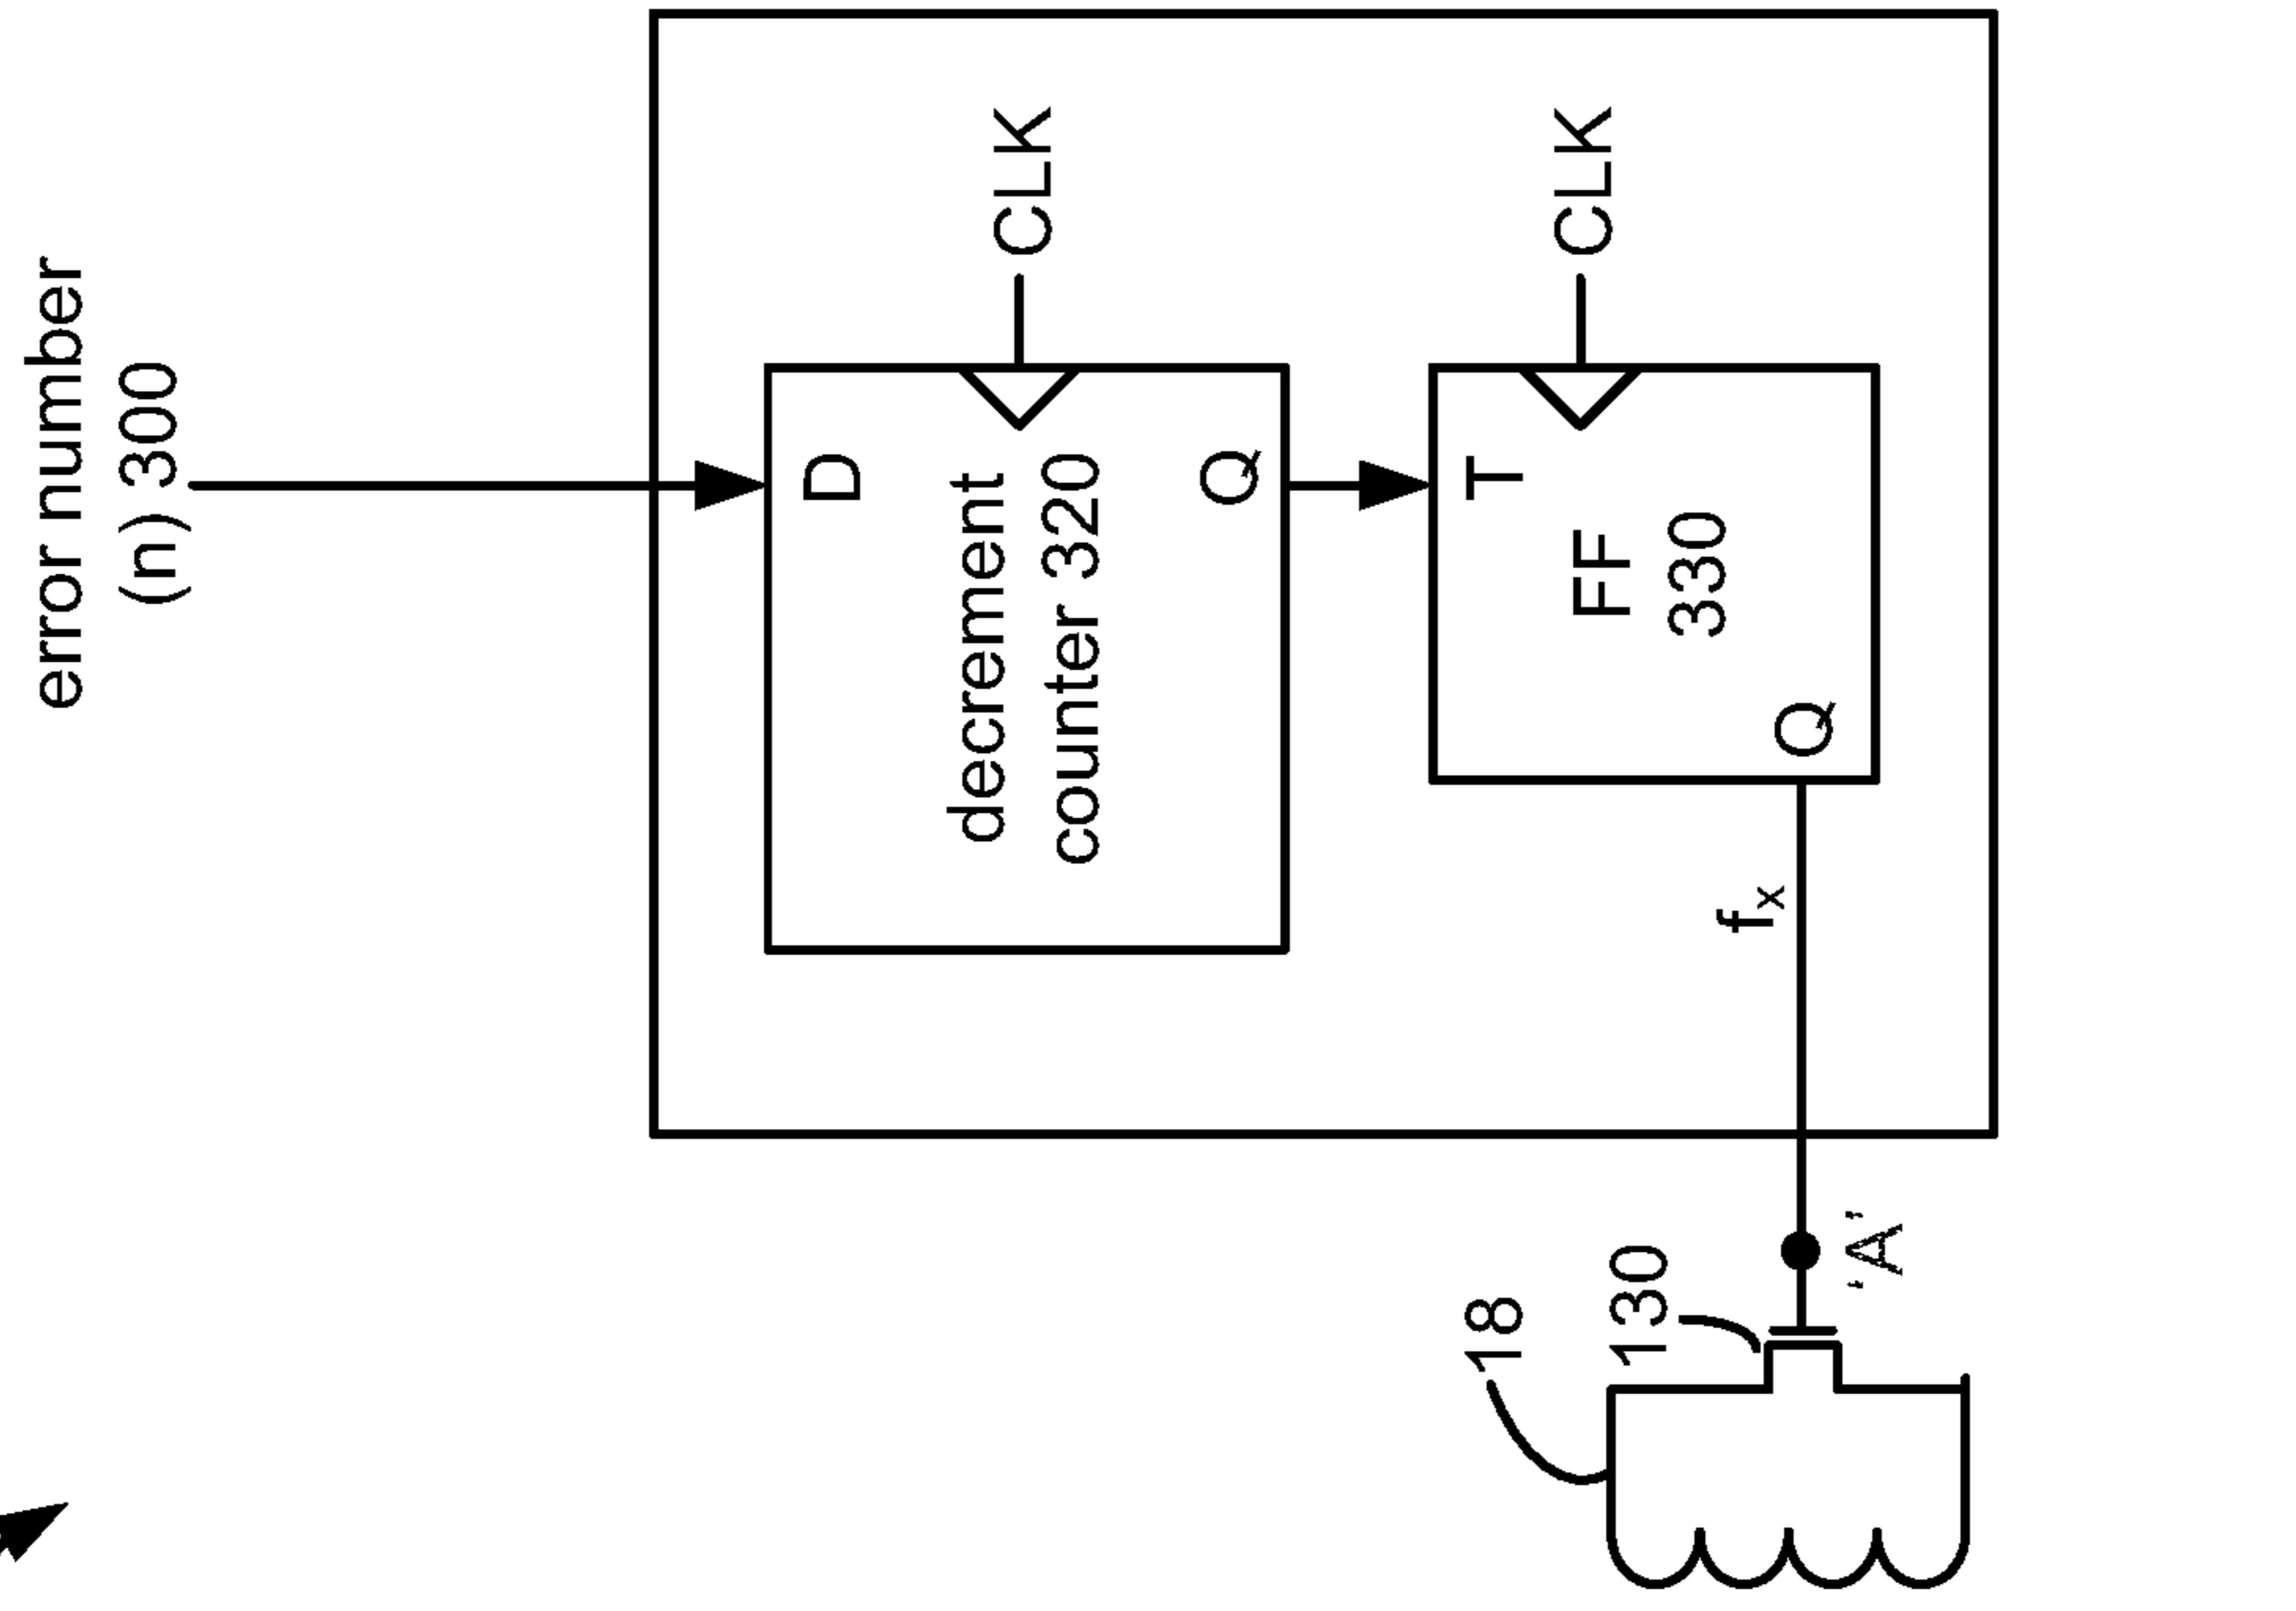 error number
(n) 300
D
CLK
decrement
counter 320
Q
T
CLK
FF
330
Q
fx
18
130
'A'